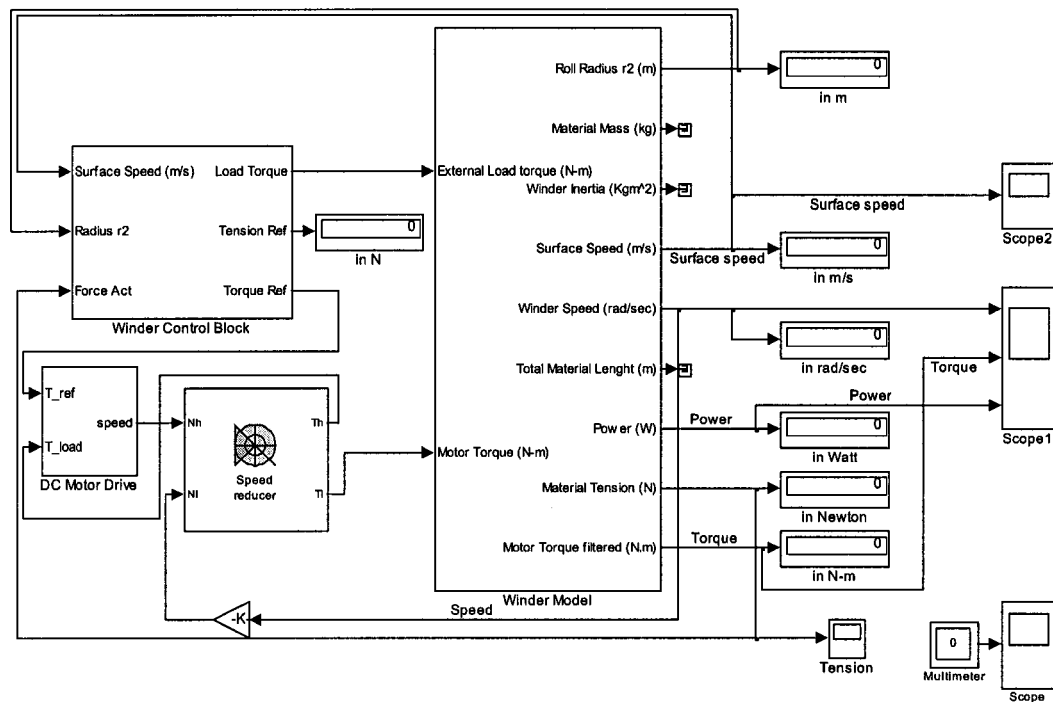 Roll Radius r2 (m)
0
in m
Material Mass (kg)
Surface Speed (m/s)
Load Torque
External Load torque (N-m)
Winder Inertia (Kgm^2)
Surface speed
Scope2
Radius r2
Tension Ref
0
in N
Surface Speed (m/s)
Surface speed
0
in m/s
Force Act
Torque Ref
Winder Control Block
Winder Speed (rad/sec)
0
in rad/sec
Torque
T_ref
speed
T_load
DC Motor Drive
Nh
Th
Speed
reducer
Nl
Tl
Total Material Lenght (m)
Power
Scope1
Motor Torque (N-m)
Power (W)
Power
0
in Watt
Material Tension (N)
0
in Newton
Motor Torque filtered (N.m)
Torque
0
in N-m
Winder Model
Speed
-K-
Tension
0
Multimeter
Scope